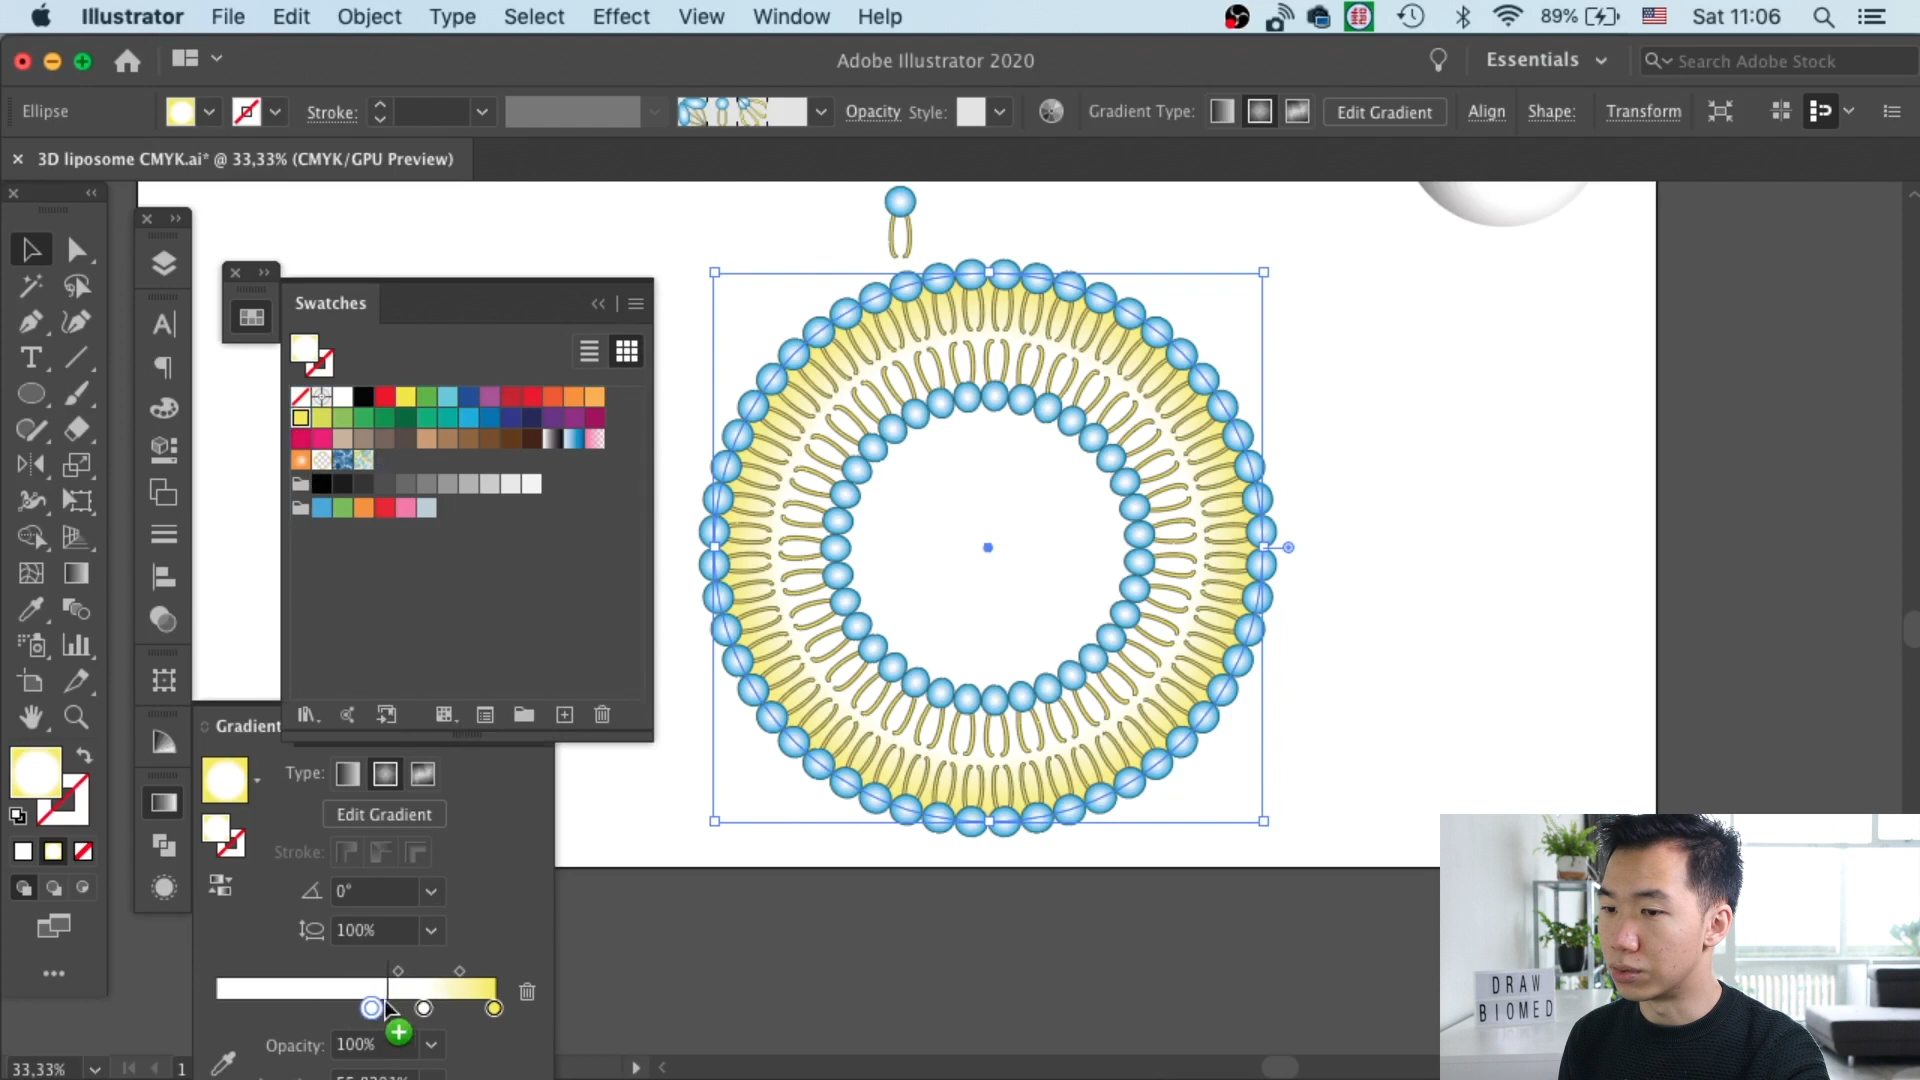 Illustrator File Edit Object Type Select Effect View Window Help 89% Sat 11:06
Adobe Illustrator 2020 Essentials Search Adobe Stock
Ellipse Stroke: Opacity Style: Gradient Type: Edit Gradient Align Shape: Transform
3D liposome CMYK.ai* @ 33,33% (CMYK/GPU Preview)
Swatches
Gradient
Type:
Edit Gradient
Stroke:
0°
100%
Opacity: 100%
33,33% 1
DRAW
BIOMED